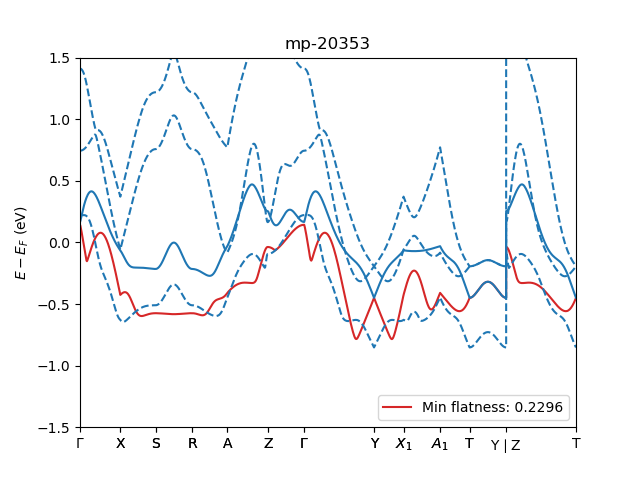 mp-20353
E − E_F (eV)
1.5
1.0
0.5
0.0
−0.5
−1.0
−1.5
Min flatness: 0.2296
Γ X S R A Z Γ Y X₁ A₁ T Y | Z T